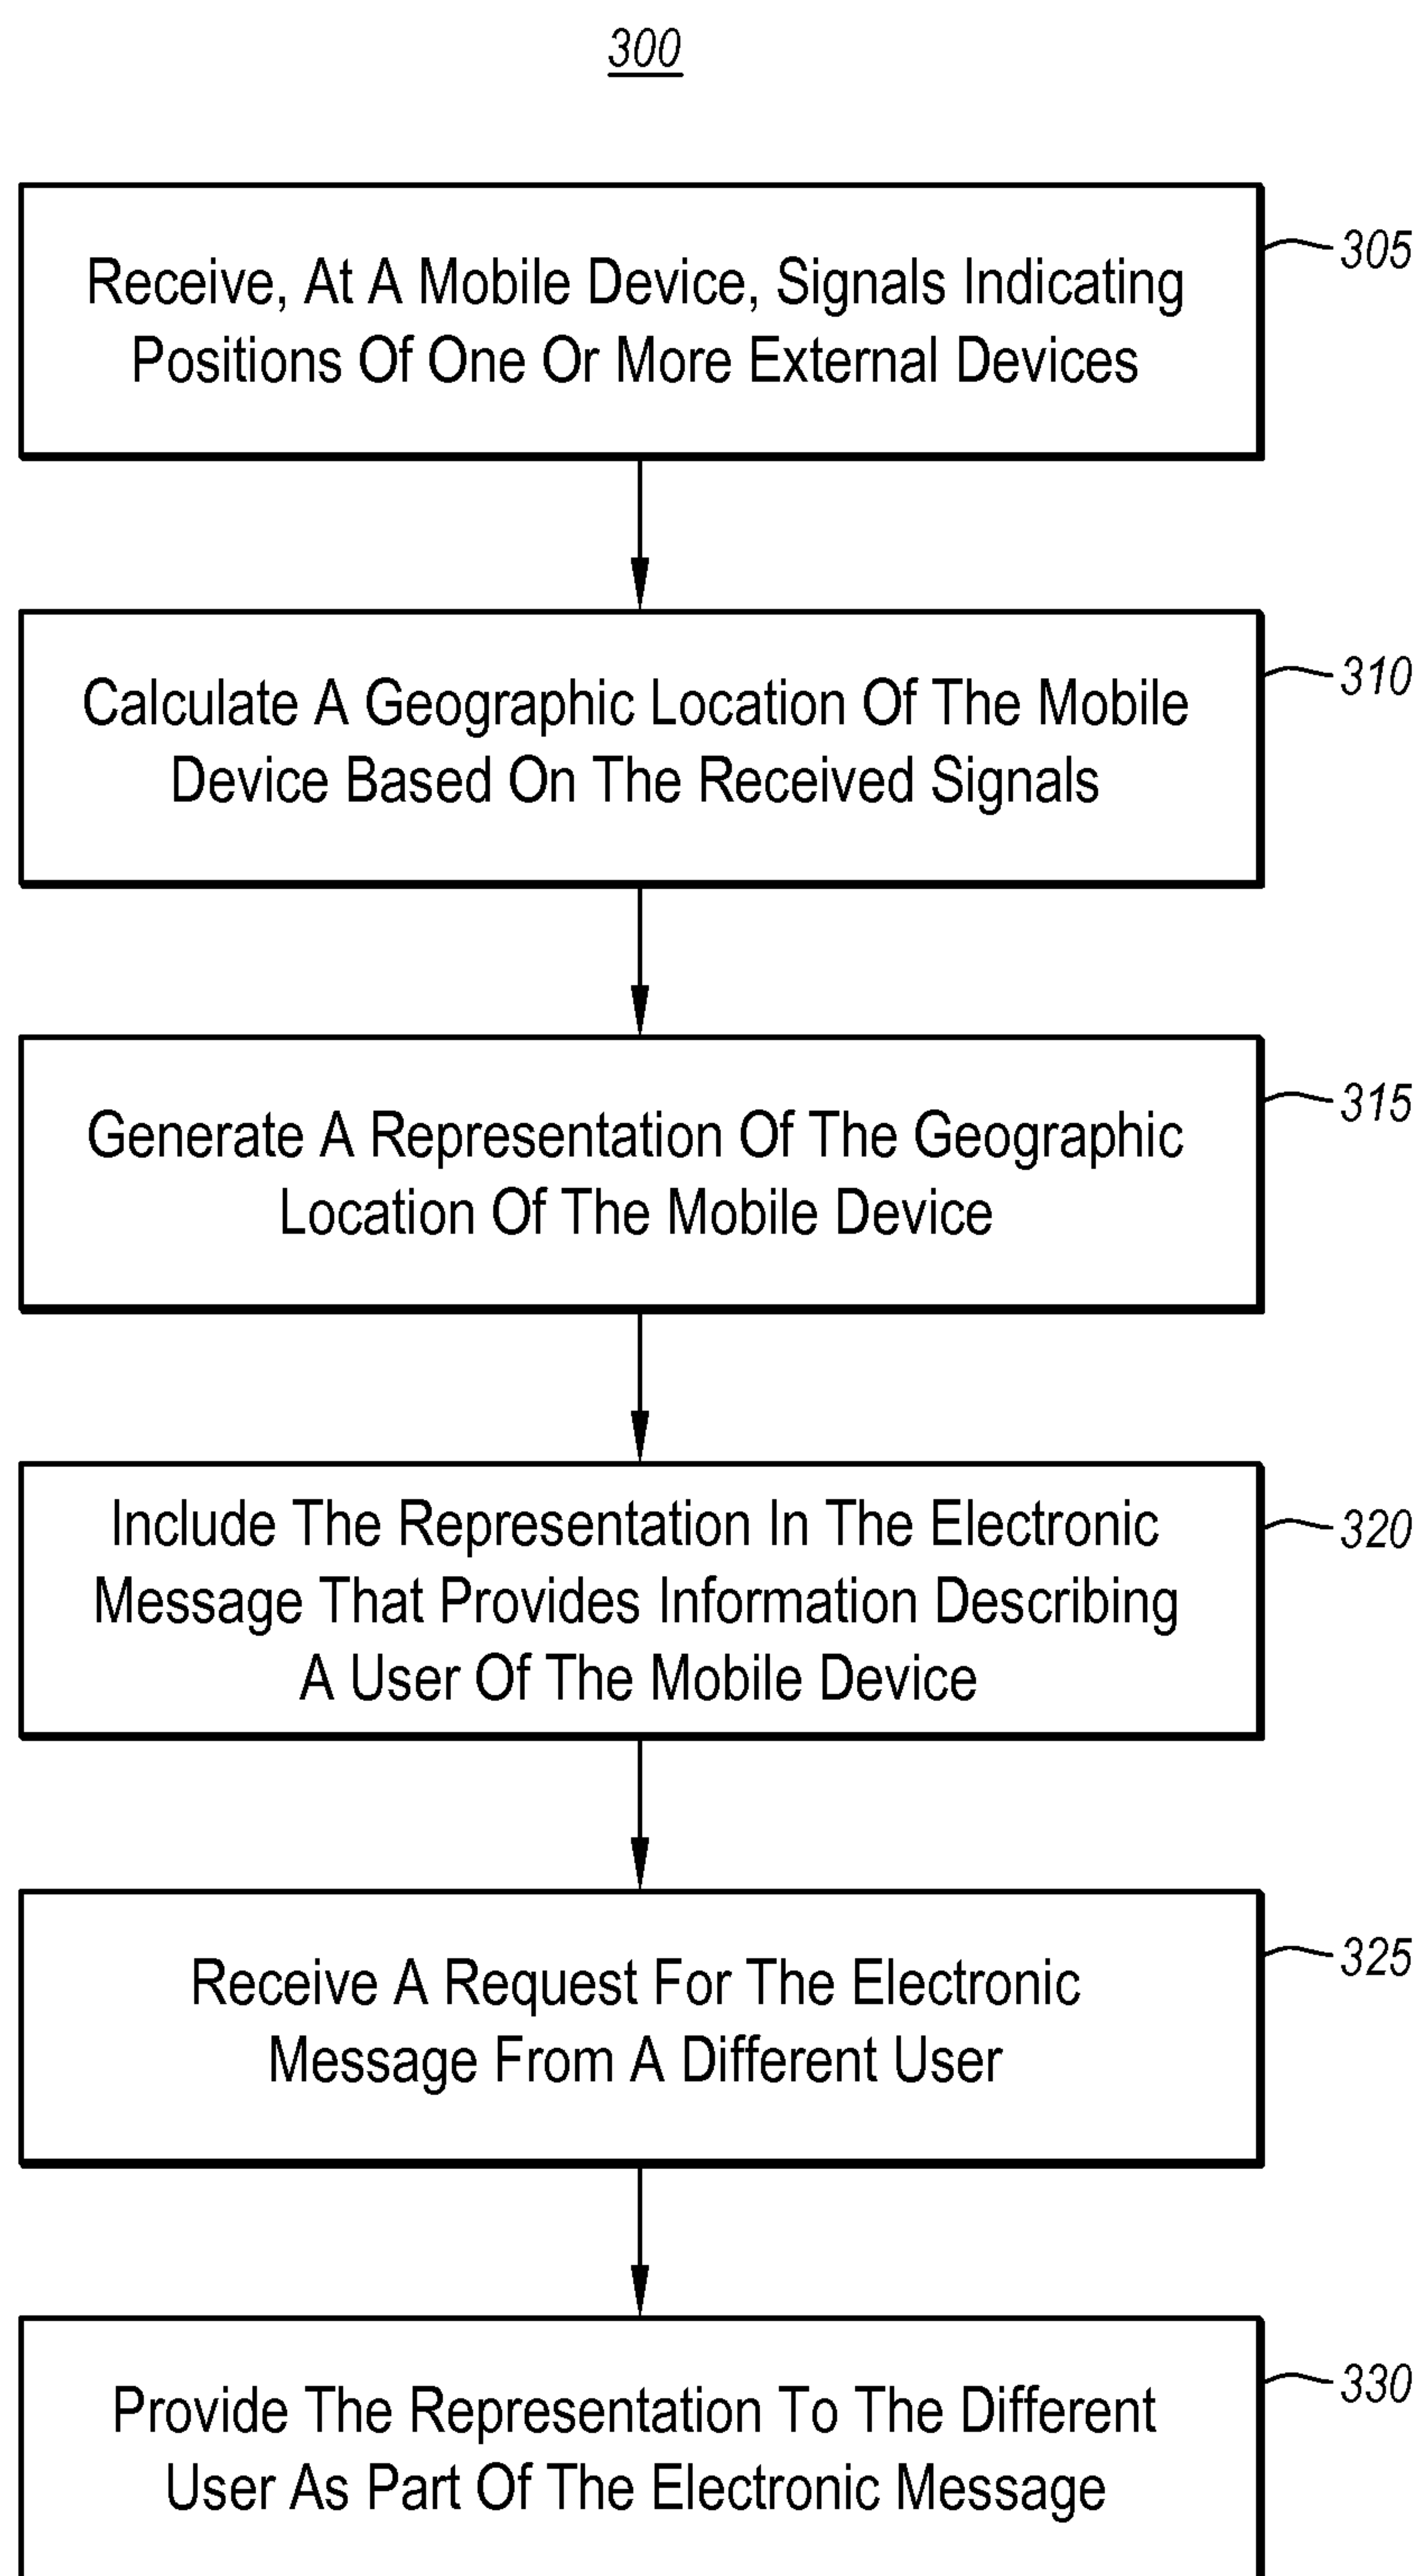 300
Receive, At A Mobile Device, Signals Indicating
Positions Of One Or More External Devices
305
Calculate A Geographic Location Of The Mobile
Device Based On The Received Signals
310
Generate A Representation Of The Geographic
Location Of The Mobile Device
315
Include The Representation In The Electronic
Message That Provides Information Describing
A User Of The Mobile Device
320
Receive A Request For The Electronic
Message From A Different User
325
Provide The Representation To The Different
User As Part Of The Electronic Message
330